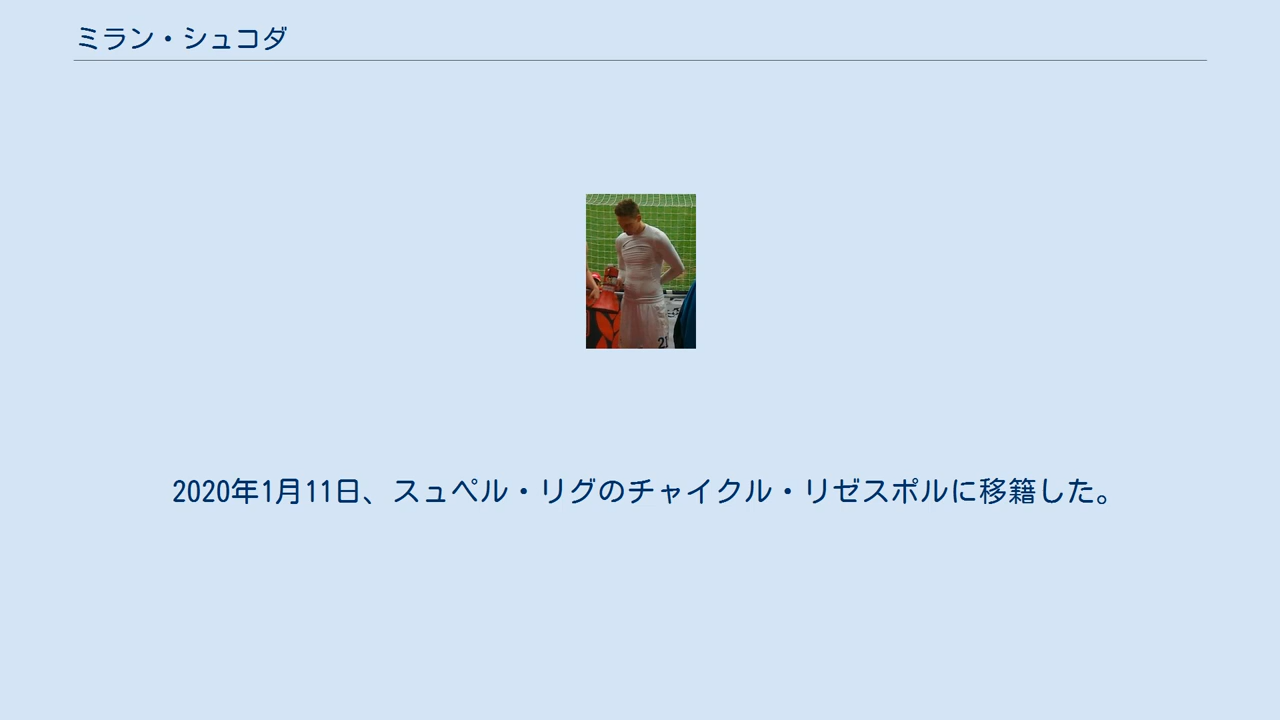 ミラン・シュコダ
2020年1月11日、スュペル・リグのチャイクル・リゼスポルに移籍した。